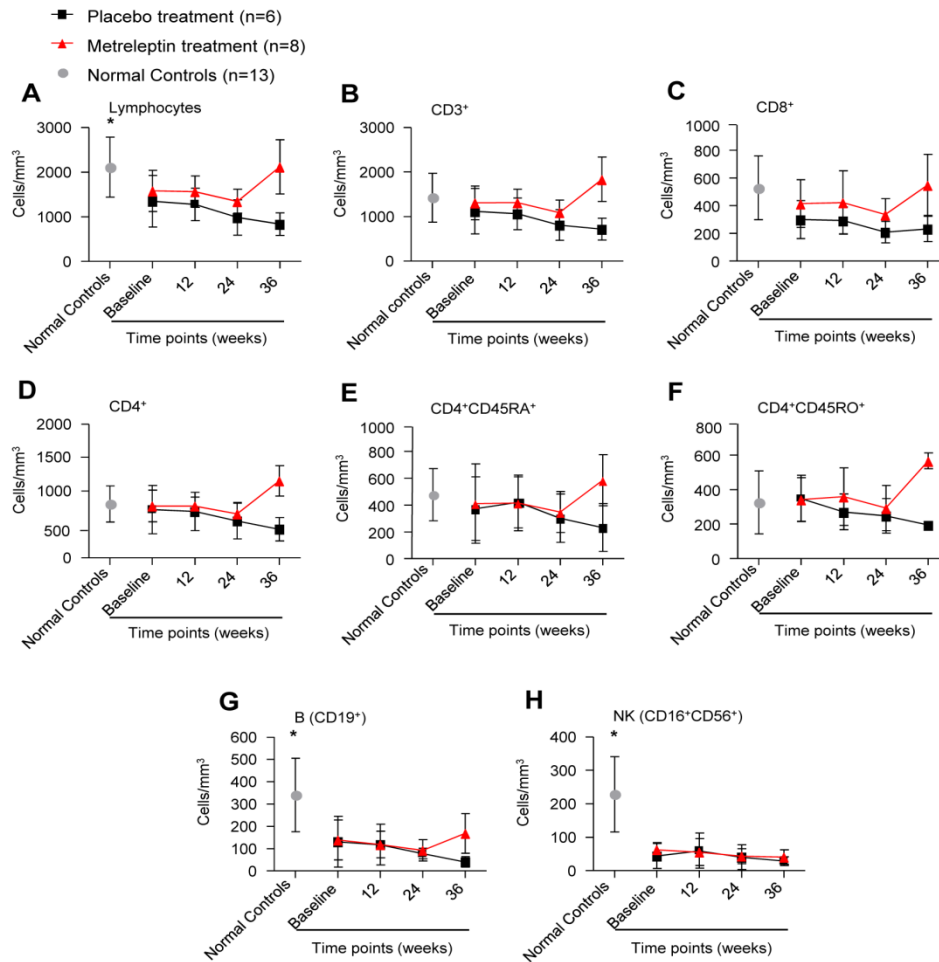 Placebo treatment (n=6)
Metreleptin treatment (n=8)
Normal Controls (n=13)
A
Lymphocytes
*
Cells/mm³
3000
2000
1000
0
Normal Controls
Baseline
12
24
36
Time points (weeks)
B
CD3⁺
Cells/mm³
3000
2000
1000
0
Normal controls
Baseline
12
24
36
Time points (weeks)
C
CD8⁺
Cells/mm³
1000
800
600
400
200
0
Normal Controls
Baseline
12
24
36
Time points (weeks)
D
CD4⁺
Cells/mm³
2000
1500
1000
500
0
Normal Controls
Baseline
12
24
36
Time points (weeks)
E
CD4⁺CD45RA⁺
Cells/mm³
1000
800
600
400
200
0
Normal Controls
Baseline
12
24
36
Time points (weeks)
F
CD4⁺CD45RO⁺
Cells/mm³
800
600
400
200
0
Normal Controls
Baseline
12
24
36
Time points (weeks)
G
B (CD19⁺)
*
Cells/mm³
600
500
400
300
200
100
0
Normal Controls
Baseline
12
24
36
Time points (weeks)
H
NK (CD16⁺CD56⁺)
*
Cells/mm³
400
300
200
100
0
Normal Controls
Baseline
12
24
36
Time points (weeks)